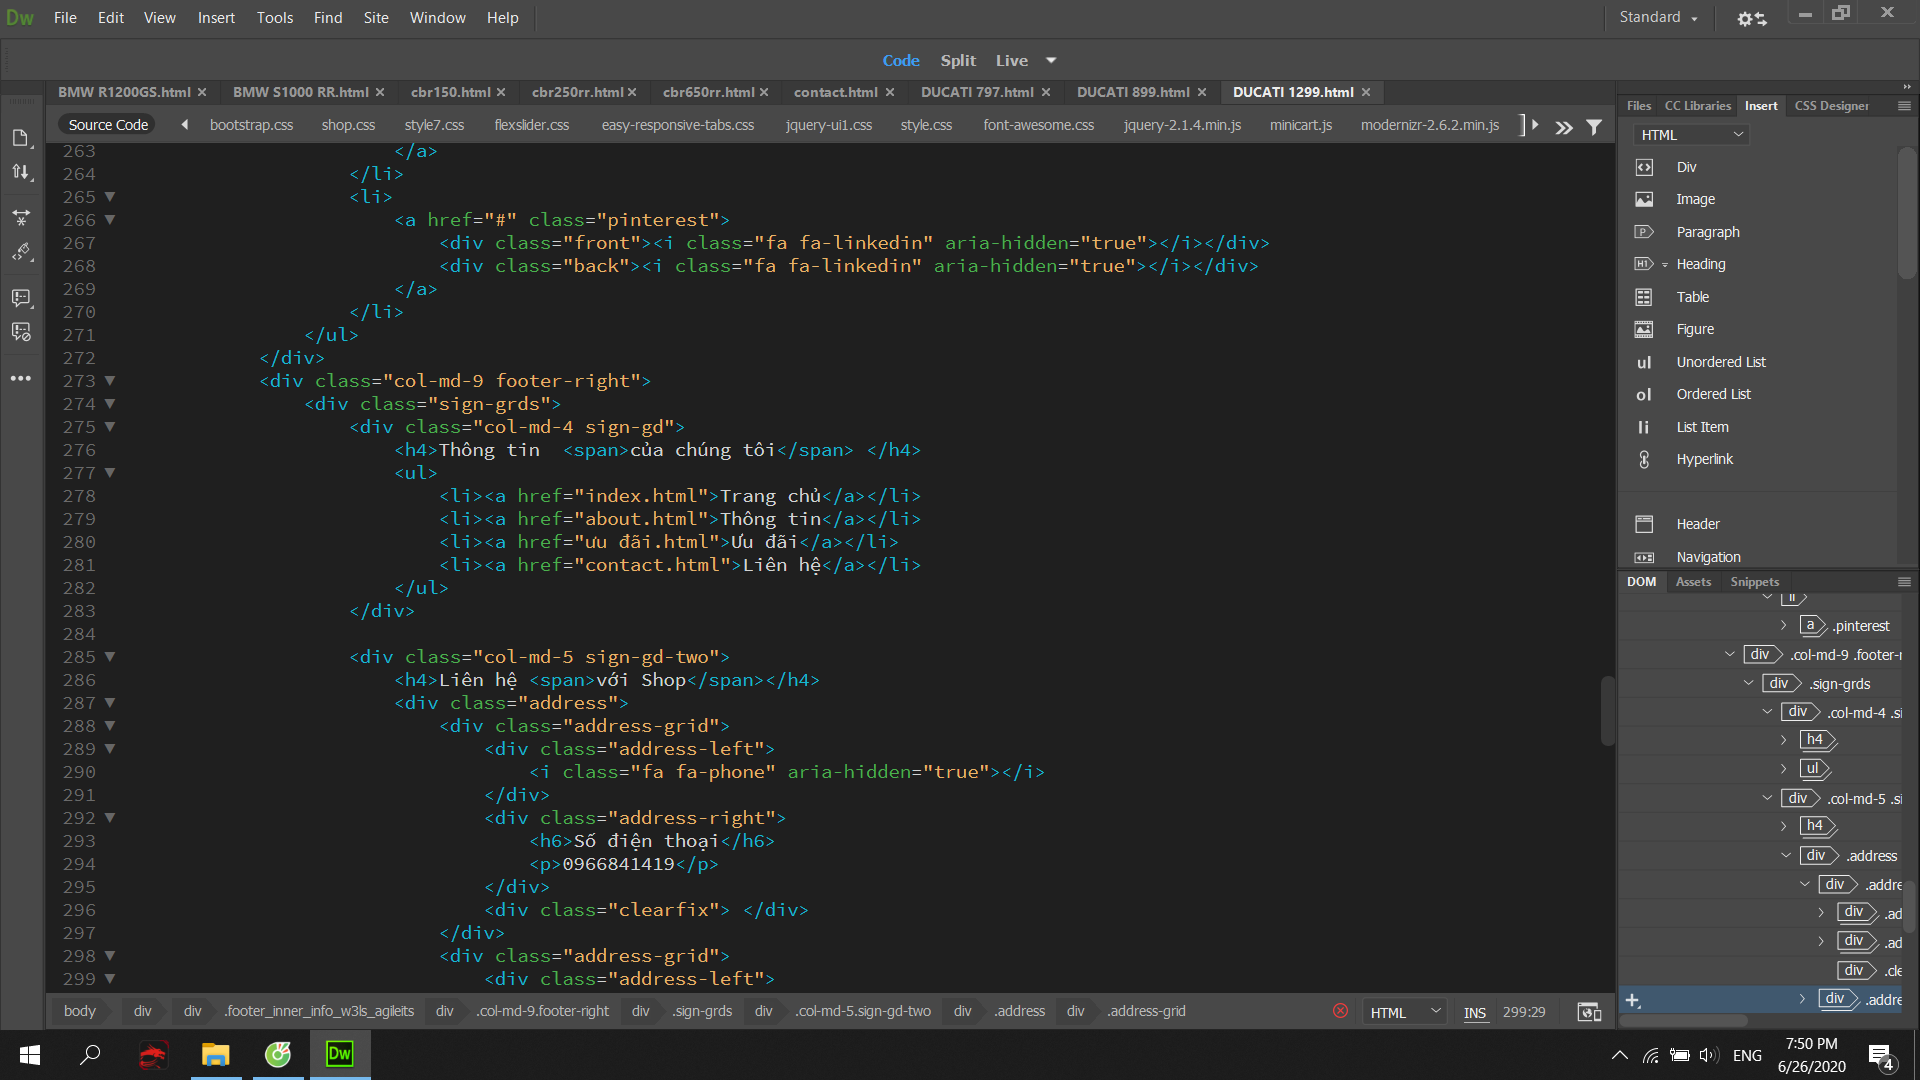 Dw File Edit View Insert Tools Find Site Window Help Standard
Code Split Live
BMW R1200GS.html BMW S1000 RR.html cbr150.html cbr250rr.html cbr650rr.html contact.html DUCATI 797.html DUCATI 899.html DUCATI 1299.html
Source Code bootstrap.css shop.css style7.css flexslider.css easy-responsive-tabs.css jquery-ui1.css style.css font-awesome.css jquery-2.1.4.min.js minicart.js modernizr-2.6.2.min.js
263 </a>
264 </li>
265 <li>
266 <a href="#" class="pinterest">
267 <div class="front"><i class="fa fa-linkedin" aria-hidden="true"></i></div>
268 <div class="back"><i class="fa fa-linkedin" aria-hidden="true"></i></div>
269 </a>
270 </li>
271 </ul>
272 </div>
273 <div class="col-md-9 footer-right">
274 <div class="sign-grds">
275 <div class="col-md-4 sign-gd">
276 <h4>Thông tin  <span>của chúng tôi</span> </h4>
277 <ul>
278 <li><a href="index.html">Trang chủ</a></li>
279 <li><a href="about.html">Thông tin</a></li>
280 <li><a href="ưu đãi.html">Ưu đãi</a></li>
281 <li><a href="contact.html">Liên hệ</a></li>
282 </ul>
283 </div>
284
285 <div class="col-md-5 sign-gd-two">
286 <h4>Liên hệ <span>với Shop</span></h4>
287 <div class="address">
288 <div class="address-grid">
289 <div class="address-left">
290 <i class="fa fa-phone" aria-hidden="true"></i>
291 </div>
292 <div class="address-right">
293 <h6>Số điện thoại</h6>
294 <p>0966841419</p>
295 </div>
296 <div class="clearfix"> </div>
297 </div>
298 <div class="address-grid">
299 <div class="address-left">
body div div .footer_inner_info_w3ls_agileits div .col-md-9.footer-right div .sign-grds div .col-md-5.sign-gd-two div .address div .address-grid HTML INS 299:29
Files CC Libraries Insert CSS Designer
HTML
Div
Image
P Paragraph
H1 Heading
Table
Figure
ul Unordered List
ol Ordered List
li List Item
Hyperlink
Header
Navigation
DOM Assets Snippets
li
a .pinterest
div .col-md-9 .footer-r
div .sign-grds
div .col-md-4 .si
h4
ul
div .col-md-5 .si
h4
div .address
div .addre
div .ad
div .ad
div .cle
div .addre
Dw ENG 7:50 PM
6/26/2020 4